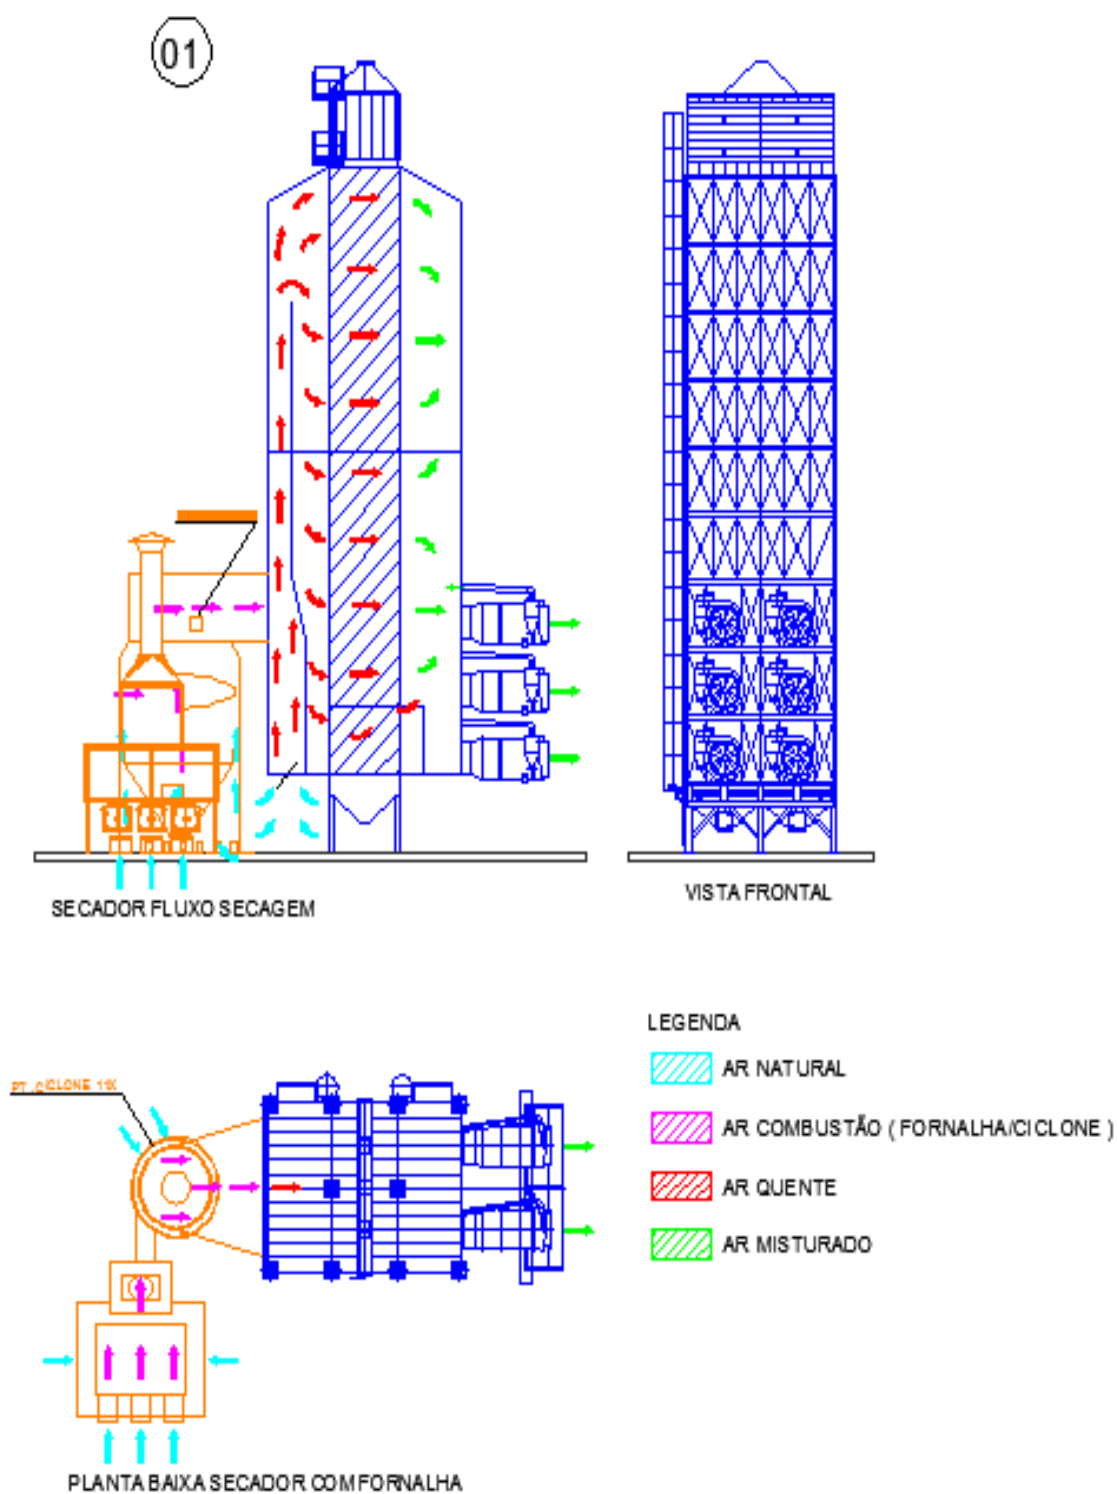 01
SECADOR FLUXO SECAGEM
VISTA FRONTAL
LEGENDA
AR NATURAL
AR COMBUSTÃO ( FORNALHA/CICLONE )
AR QUENTE
AR MISTURADO
CICLONE
PLANTA BAIXA SECADOR COM FORNALHA